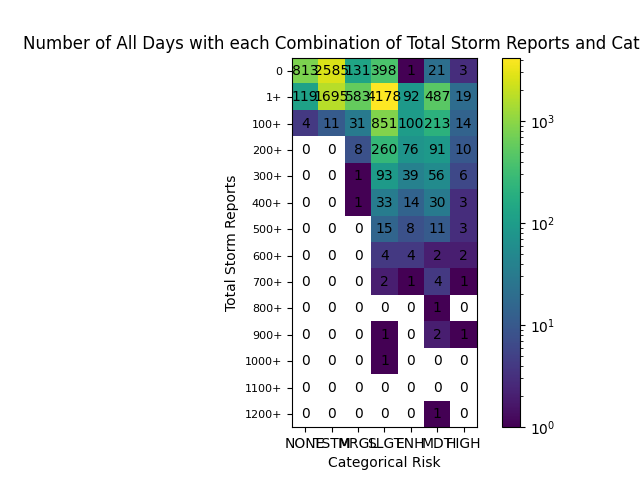 Number of All Days with each Combination of Total Storm Reports and Cat
0 813 2585 131 398 1 21 3
1+ 119 1695 583 4178 92 487 19
100+ 4 11 31 851 100 213 14
200+ 0 0 8 260 76 91 10
300+ 0 0 1 93 39 56 6
400+ 0 0 1 33 14 30 3
500+ 0 0 0 15 8 11 3
600+ 0 0 0 4 4 2 2
700+ 0 0 0 2 1 4 1
800+ 0 0 0 0 0 1 0
900+ 0 0 0 1 0 2 1
1000+ 0 0 0 1 0 0 0
1100+ 0 0 0 0 0 0 0
1200+ 0 0 0 0 0 1 0
NONE TSTM MRGL SLGT ENH MDT HIGH
Categorical Risk
Total Storm Reports
10³
10²
10¹
10⁰